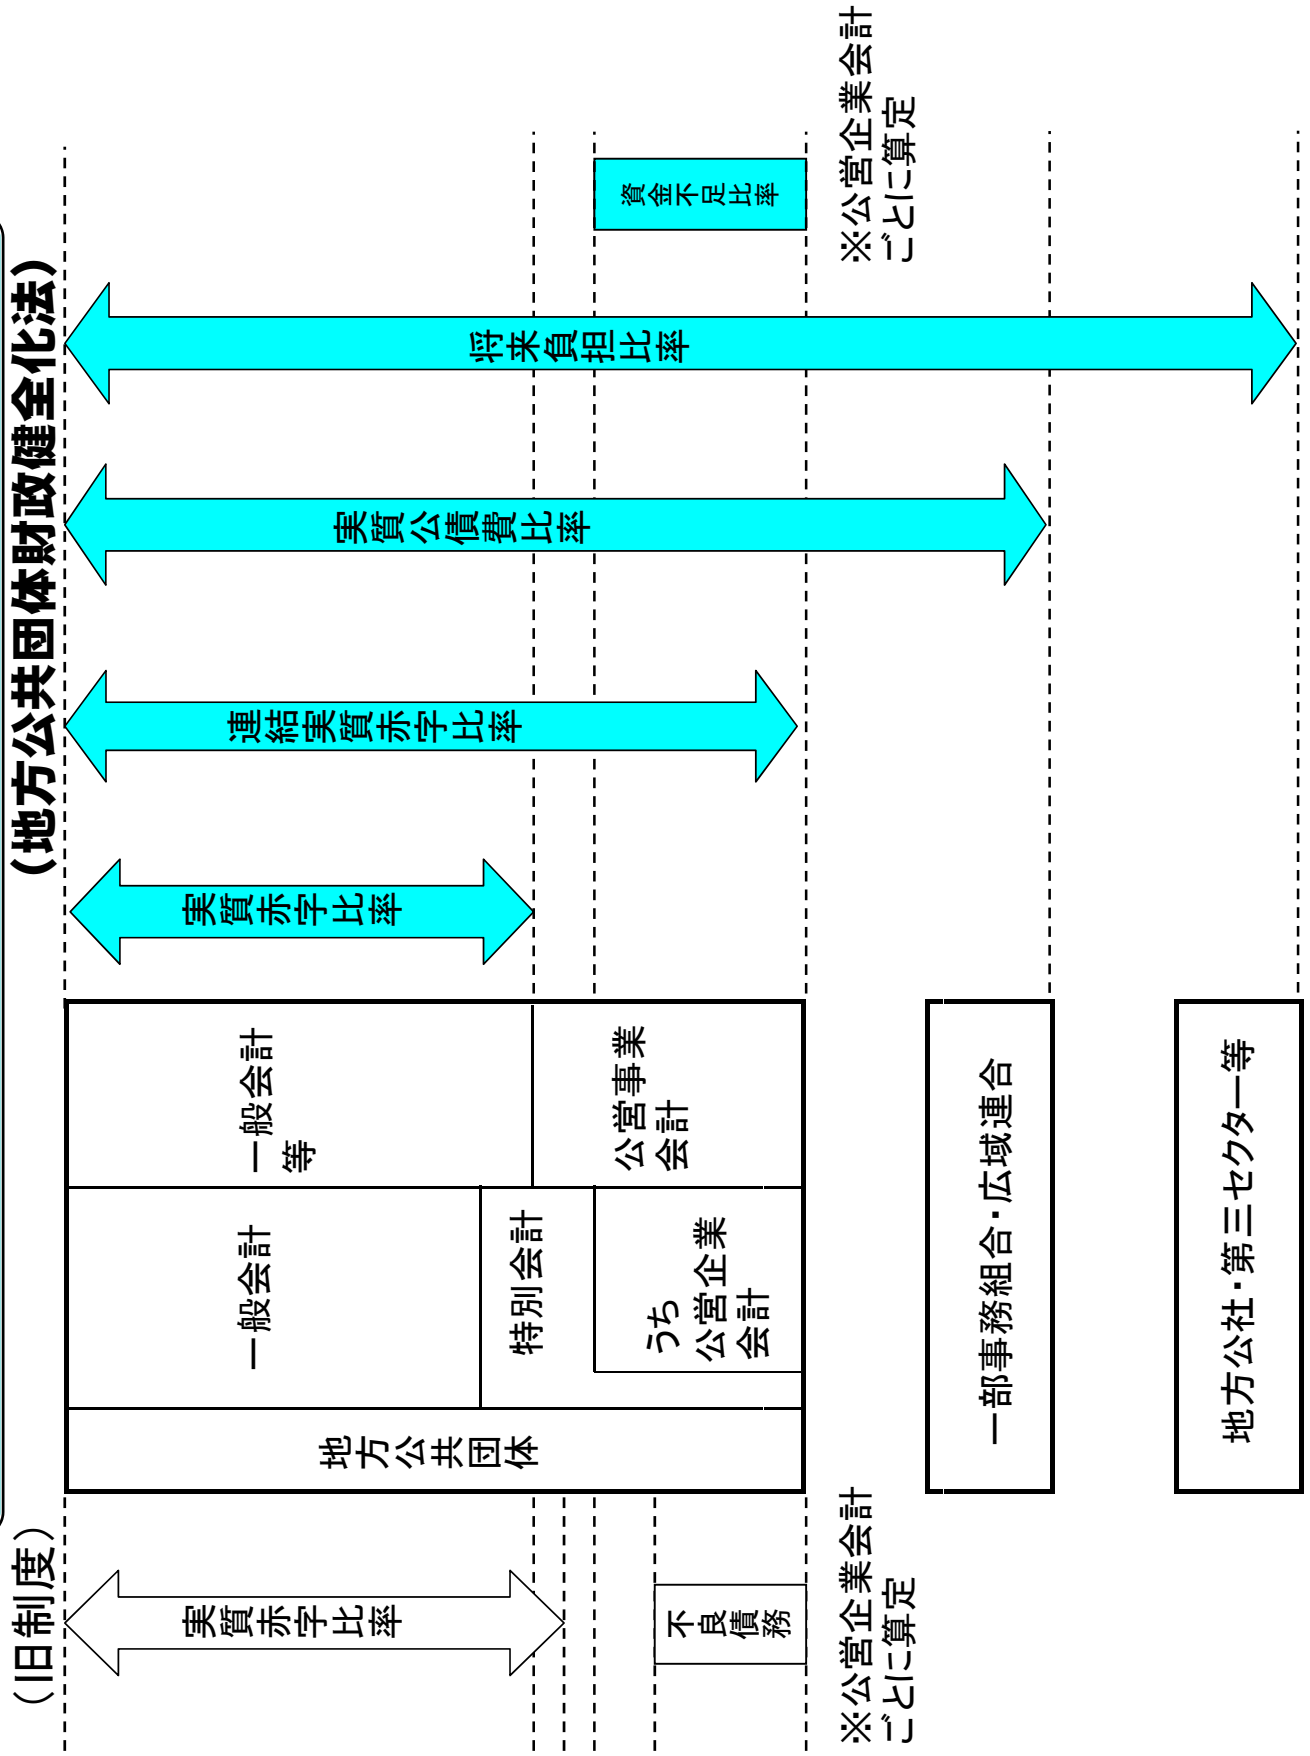 （旧制度）
（地方公共団体財政健全化法）
実質赤字比率
不良
債務
※公営企業会計
ごとに算定
地方公共団体
一般会計
特別会計
うち
公営企業
会計
一般会計
等
公営事業
会計
一部事務組合・広域連合
地方公社・第三セクター等
実質赤字比率
連結実質赤字比率
実質公債費比率
将来負担比率
資金不足比率
※公営企業会計
ごとに算定